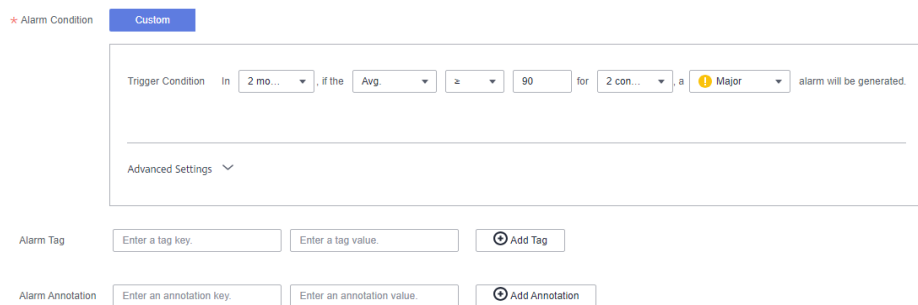 * Alarm Condition Custom
Trigger Condition In 2 mo... , if the Avg. ≥ 90 for 2 con... , a Major alarm will be generated.
Advanced Settings
Alarm Tag Enter a tag key. Enter a tag value. Add Tag
Alarm Annotation Enter an annotation key. Enter an annotation value. Add Annotation